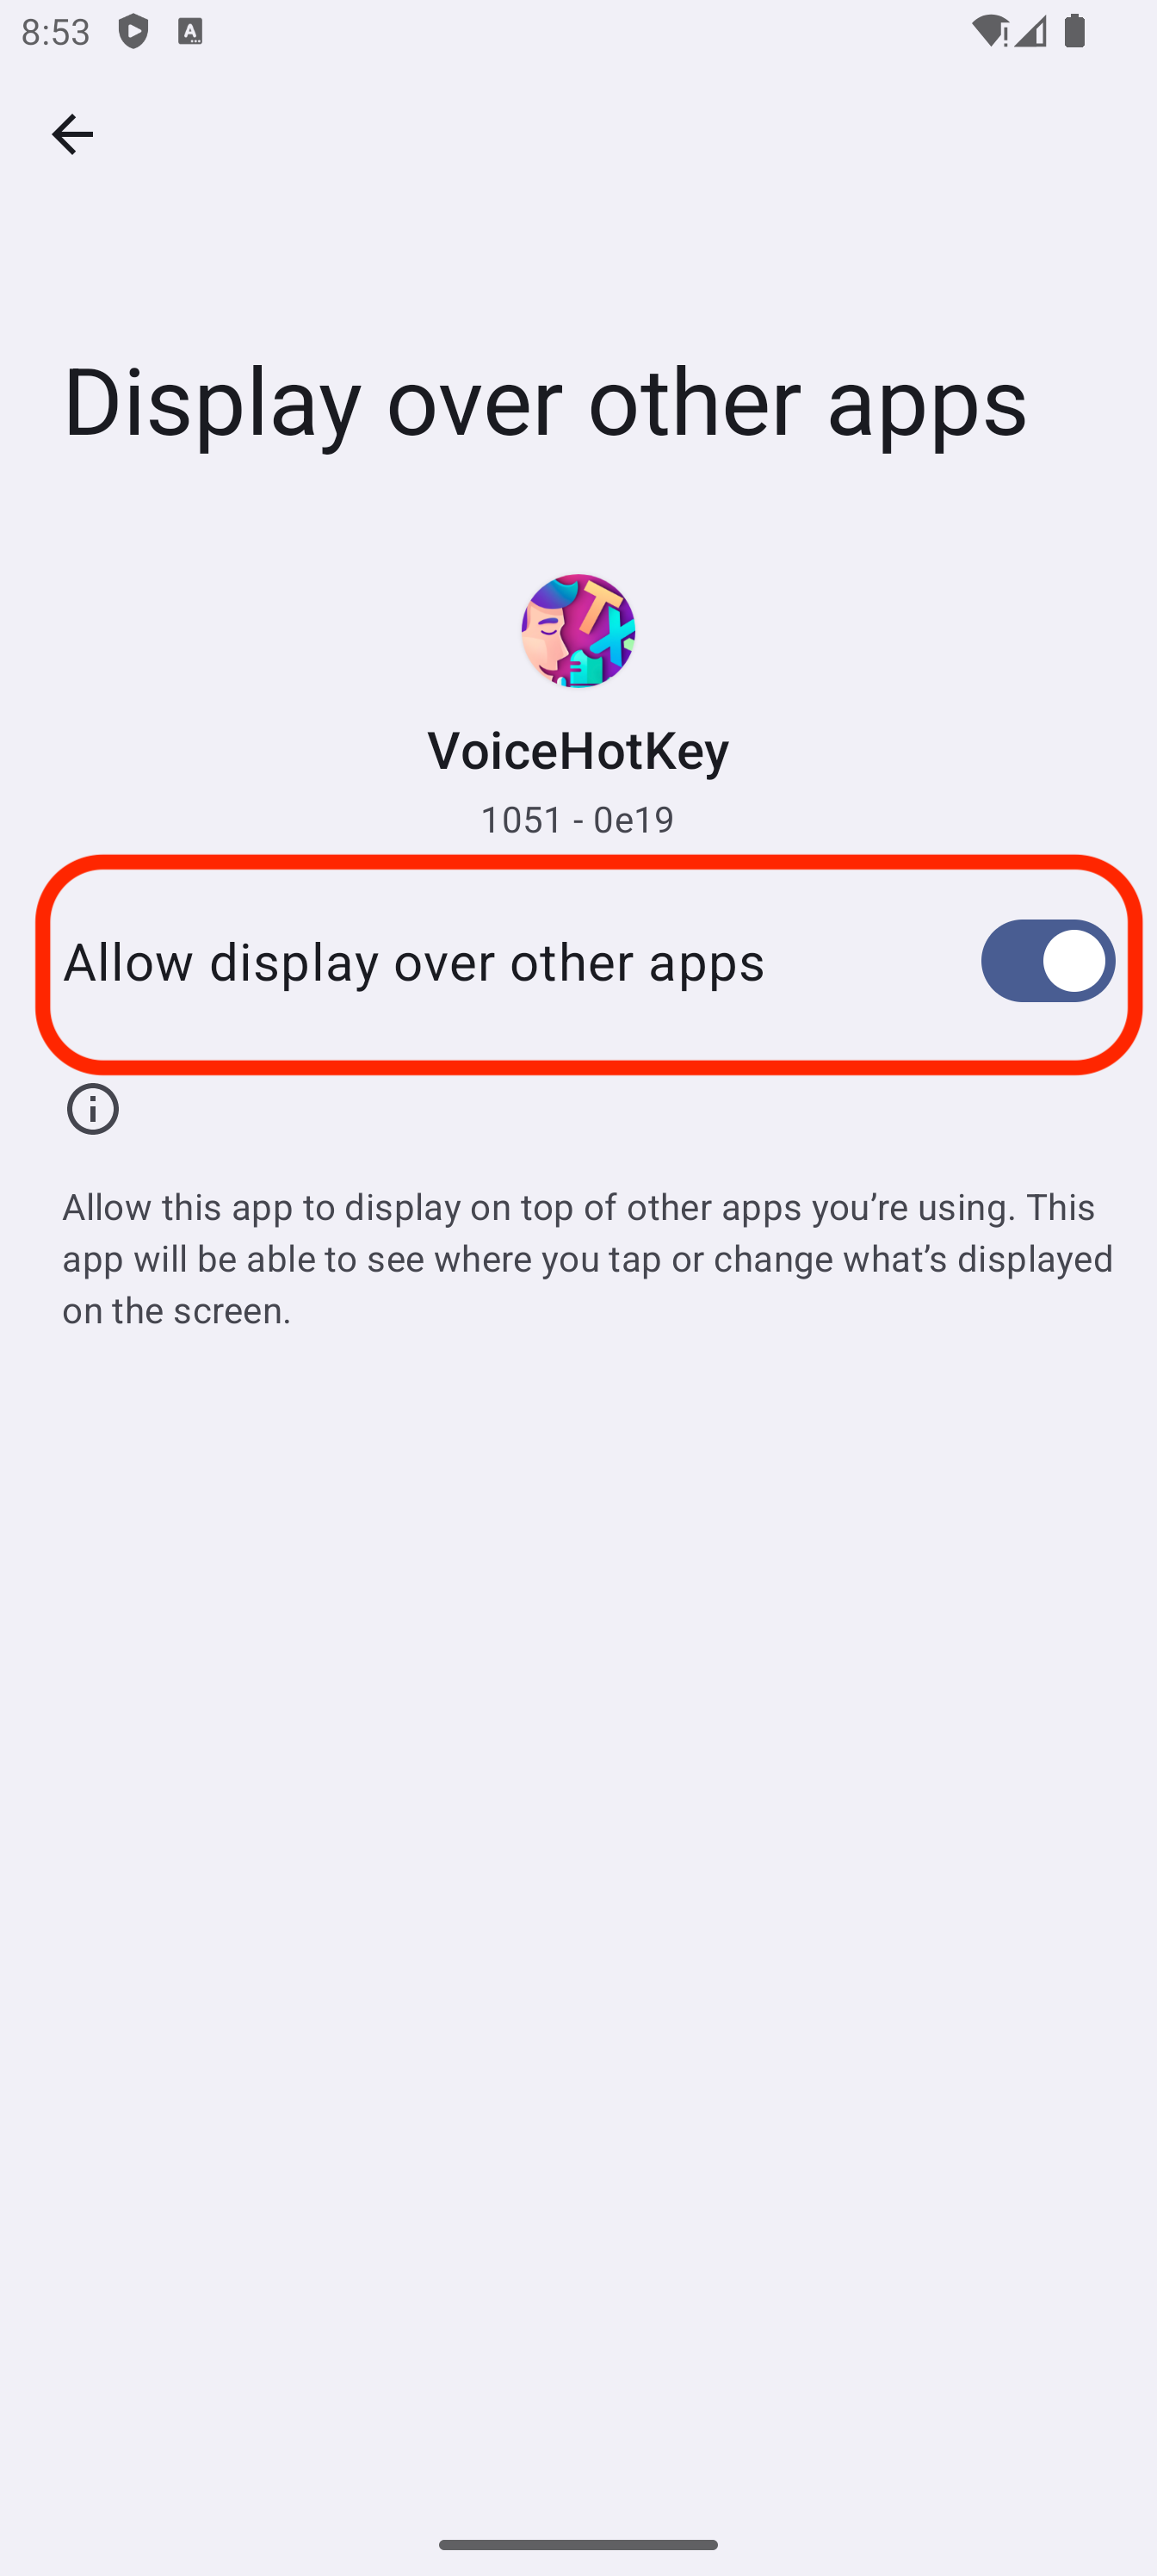 8:53
Display over other apps
VoiceHotKey
1051 - 0e19
Allow display over other apps
Allow this app to display on top of other apps you’re using. This
app will be able to see where you tap or change what’s displayed
on the screen.